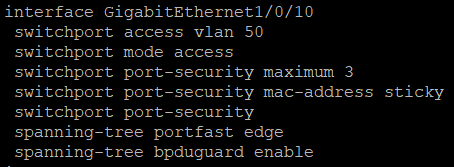 interface GigabitEthernet1/0/10
 switchport access vlan 50
 switchport mode access
 switchport port-security maximum 3
 switchport port-security mac-address sticky
 switchport port-security
 spanning-tree portfast edge
 spanning-tree bpduguard enable